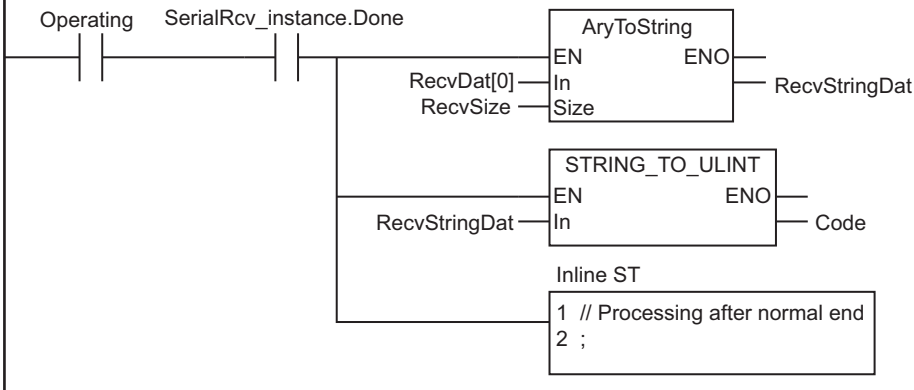 Operating
SerialRcv_instance.Done
AryToString
EN ENO
RecvDat[0] In RecvStringDat
RecvSize Size
STRING_TO_ULINT
EN ENO
RecvStringDat In Code
Inline ST
1 // Processing after normal end
2 ;